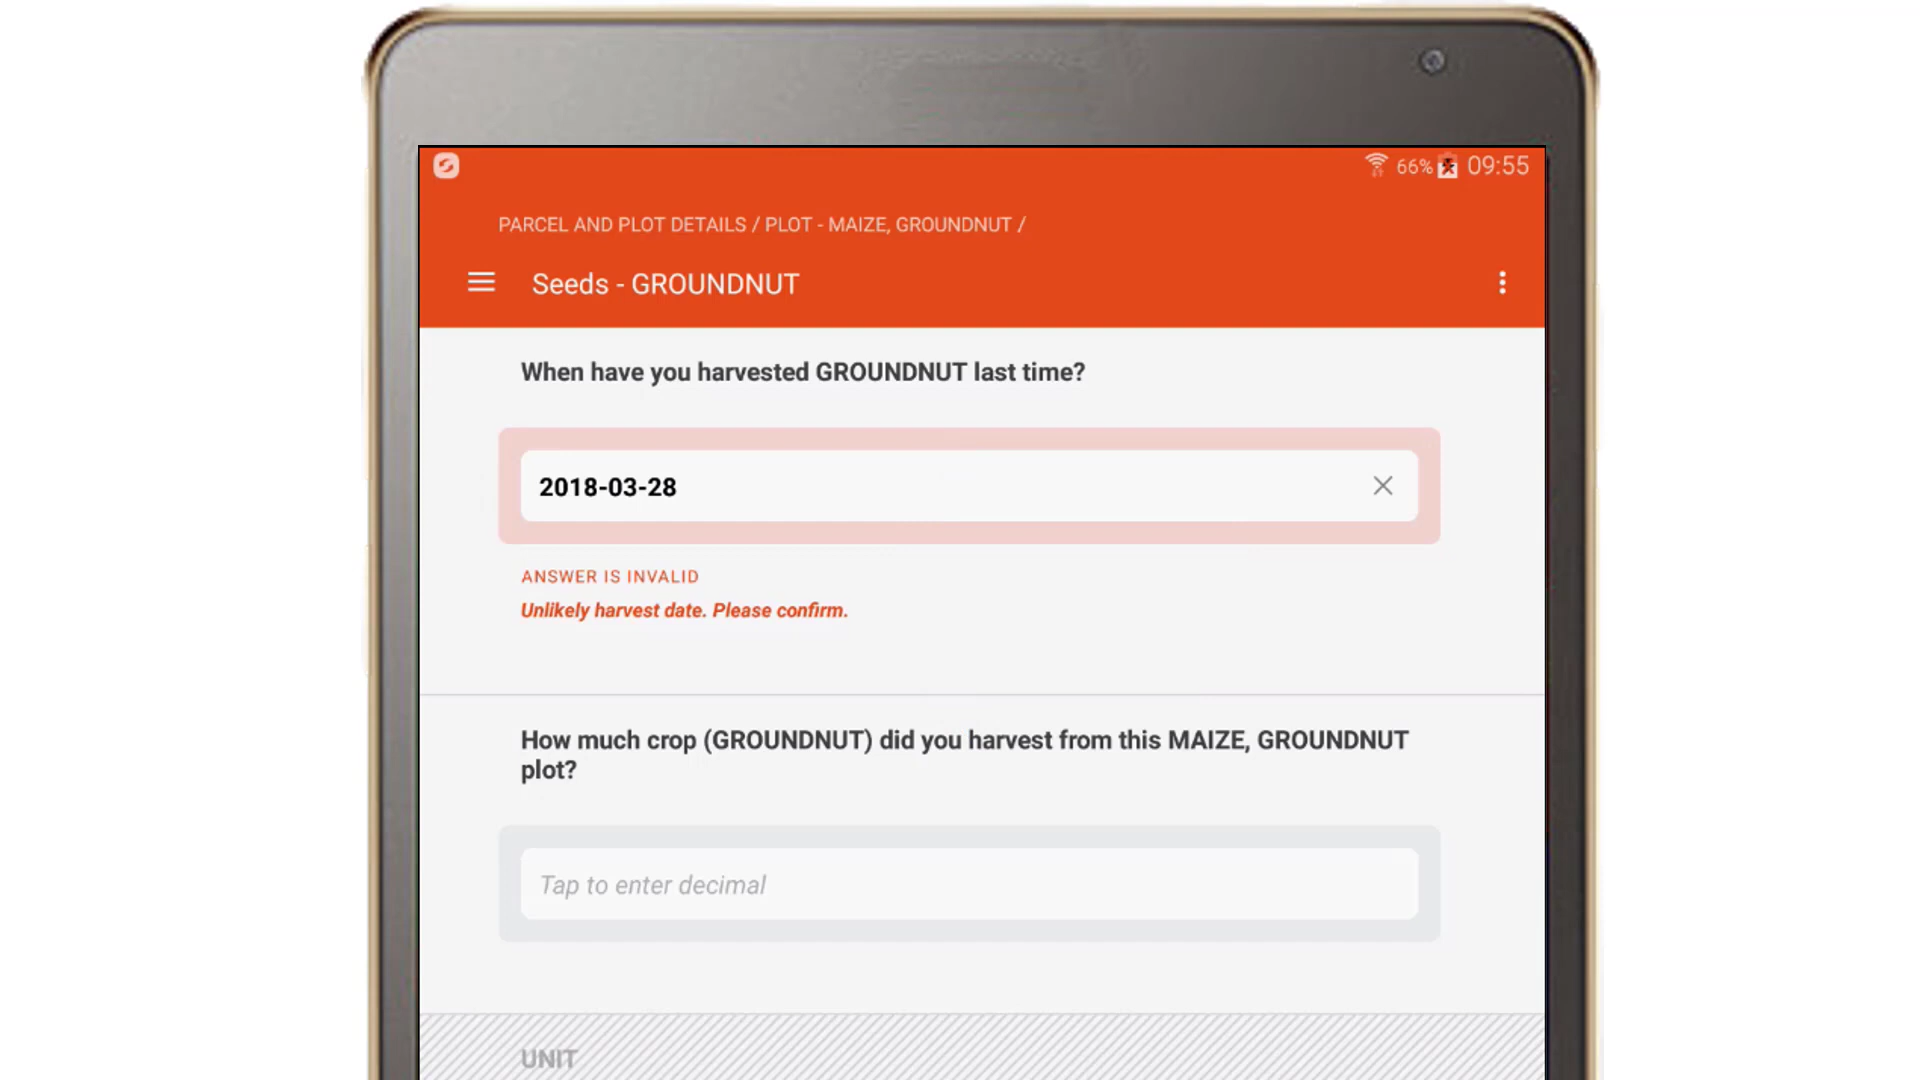 66% 09:55
PARCEL AND PLOT DETAILS / PLOT - MAIZE, GROUNDNUT /
Seeds - GROUNDNUT
When have you harvested GROUNDNUT last time?
2018-03-28
ANSWER IS INVALID
Unlikely harvest date. Please confirm.
How much crop (GROUNDNUT) did you harvest from this MAIZE, GROUNDNUT
plot?
Tap to enter decimal
UNIT